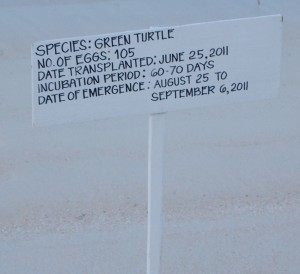 SPECIES: GREEN TURTLE
NO. OF EGGS: 105
DATE TRANSPLANTED: JUNE 25, 2011
INCUBATION PERIOD: 60-70 DAYS
DATE OF EMERGENCE: AUGUST 25 TO
SEPTEMBER 6, 2011